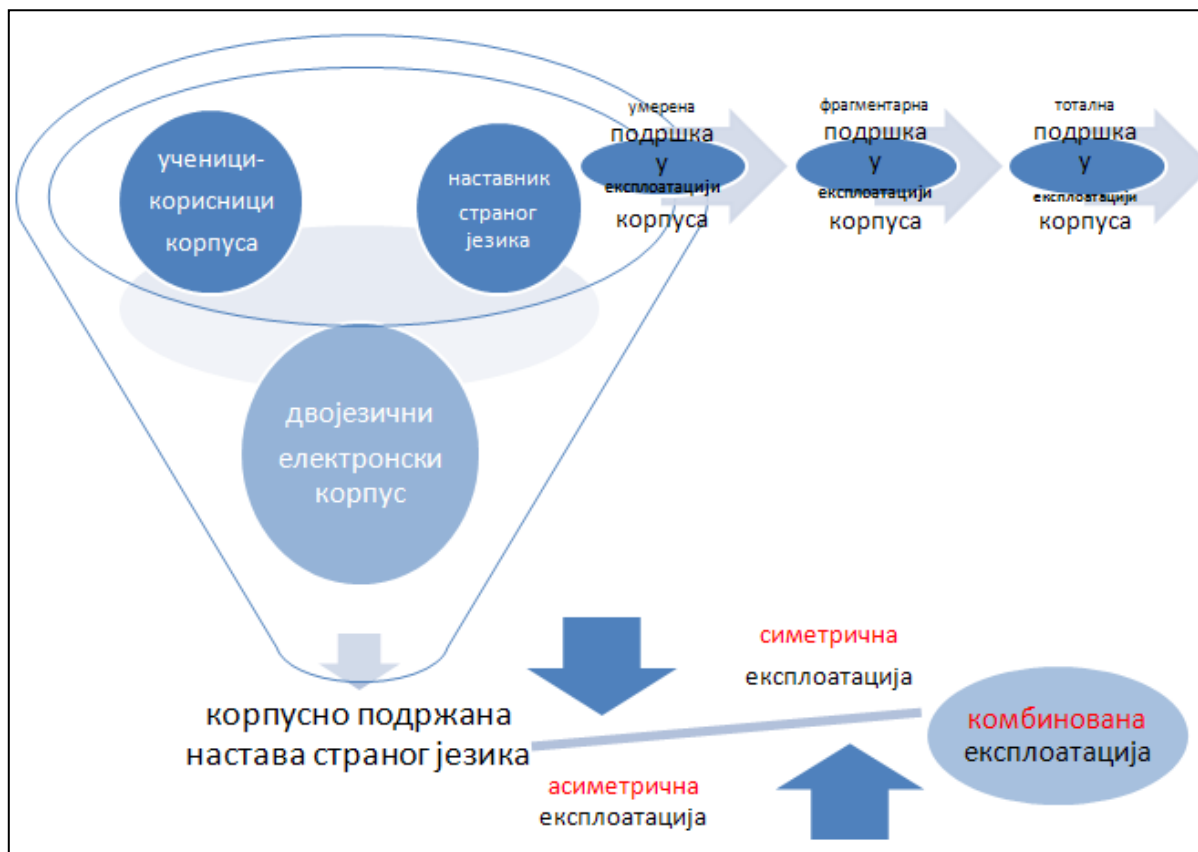 ученици-
корисници
корпуса
наставник
страног
језика
двојезични
електронски
корпус
умерена
подршка
у
експлоатацији
корпуса
фрагментарна
подршка
у
експлоатацији
корпуса
тотална
подршка
у
експлоатацији
корпуса
корпусно подржана
настава страног језика
симетрична
експлоатација
асиметрична
експлоатација
комбинована
експлоатација